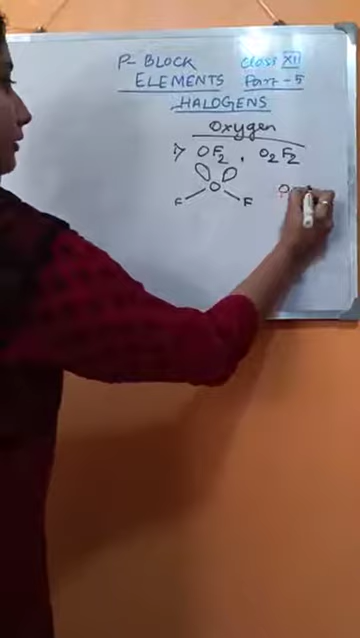 P-BLOCK Class XII
ELEMENTS Part-5
HALOGENS
Oxygen
i> OF2, O2F2
O
F F
O